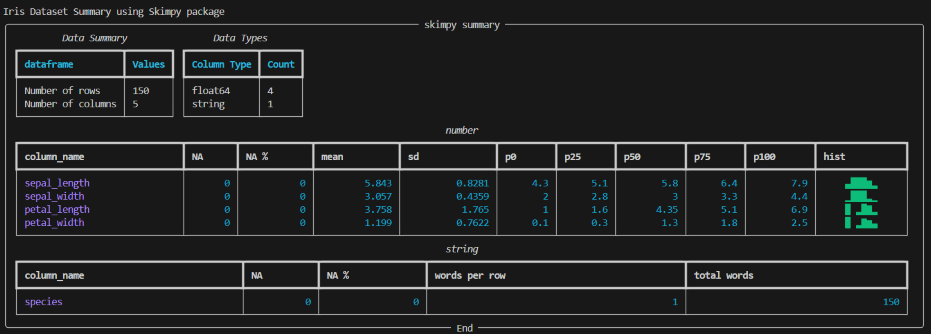 Iris Dataset Summary using Skimpy package
skimpy summary
Data Summary Data Types
dataframe Values Column Type Count
Number of rows 150 float64 4
Number of columns 5 string 1
number
column_name NA NA % mean sd p0 p25 p50 p75 p100 hist
sepal_length 0 0 5.843 0.8281 4.3 5.1 5.8 6.4 7.9
sepal_width 0 0 3.057 0.4359 2 2.8 3 3.3 4.4
petal_length 0 0 3.758 1.765 1 1.6 4.35 5.1 6.9
petal_width 0 0 1.199 0.7622 0.1 0.3 1.3 1.8 2.5
string
column_name NA NA % words per row total words
species 0 0 1 150
End